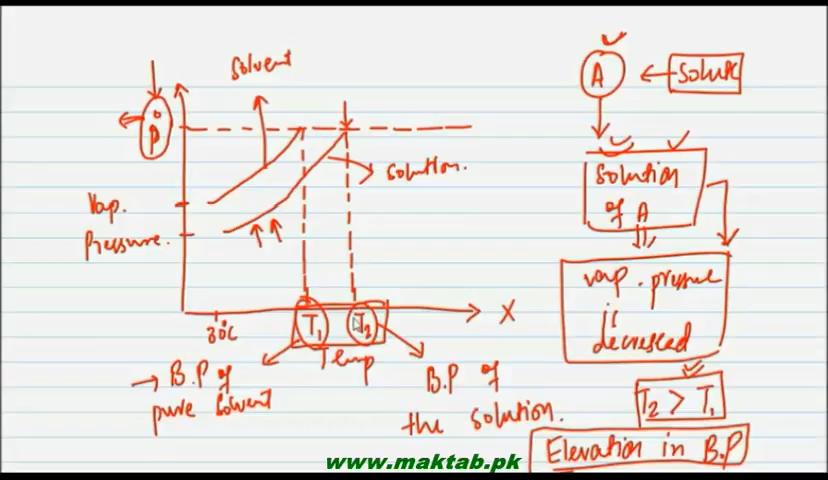 Solvent
P°
Vap.
Pressure.
Solution.
30°C
T₁
T₂
X
Temp
→ B.P of
pure solvent
B.P of
the solution.
A
← Solute
Solution
of A
vap. pressure
is
decreased
T₂ > T₁
Elevation in B.P
www.maktab.pk